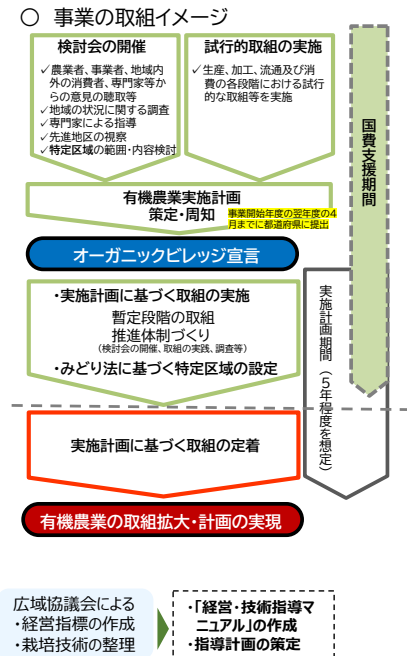 ○ 事業の取組イメージ
検討会の開催
✓農業者、事業者、地域内
外の消費者、専門家等か
らの意見の聴取等
✓地域の状況に関する調査
✓専門家による指導
✓先進地区の視察
✓特定区域の範囲・内容検討
試行的取組の実施
✓生産、加工、流通及び消
費の各段階における試行
的な取組等を実施
国費支援期間
有機農業実施計画
策定・周知
事業開始年度の翌年度の4
月までに都道府県に提出
オーガニックビレッジ宣言
・実施計画に基づく取組の実施
暫定段階の取組
推進体制づくり
(検討会の開催、取組の実践、調査等)
・みどり法に基づく特定区域の設定
実施計画期間(5年程度を想定)
実施計画に基づく取組の定着
有機農業の取組拡大・計画の実現
広域協議会による
・経営指標の作成
・栽培技術の整理
・「経営・技術指導マ
ニュアル」の作成
・指導計画の策定